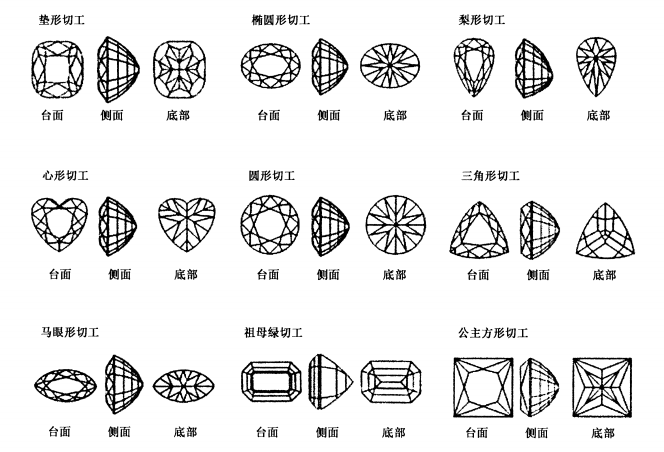 垫形切工
椭圆形切工
梨形切工
台面 侧面 底部
台面 侧面 底部
台面 侧面 底部
心形切工
圆形切工
三角形切工
台面 侧面 底部
台面 侧面 底部
台面 侧面 底部
马眼形切工
祖母绿切工
公主方形切工
台面 侧面 底部
台面 侧面 底部
台面 侧面 底部